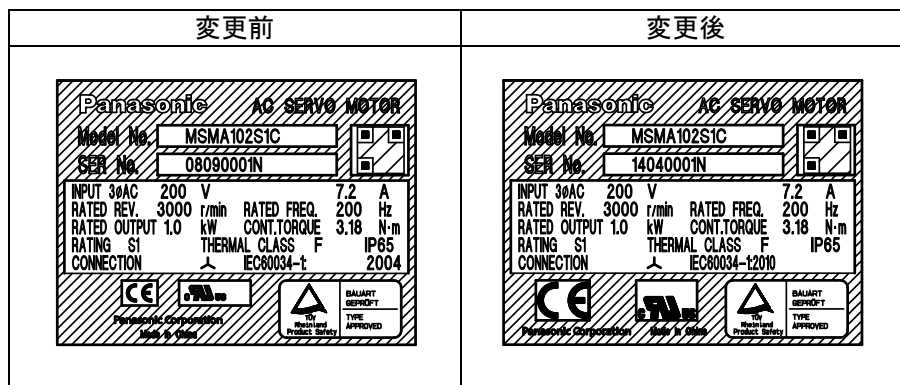 変更前
Panasonic AC SERVO MOTOR
Model No. MSMA102S1C
SER No. 08090001N
INPUT 3øAC 200 V 7.2 A
RATED REV. 3000 r/min RATED FREQ. 200 Hz
RATED OUTPUT 1.0 kW CONT.TORQUE 3.18 N·m
RATING S1 THERMAL CLASS F IP65
CONNECTION IEC60034-1: 2004
CE c RU US
TÜV
Rheinland
Product Safety
BAUART
GEPRÜFT
TYPE
APPROVED
Panasonic Corporation
Made in China
変更後
Panasonic AC SERVO MOTOR
Model No. MSMA102S1C
SER No. 14040001N
INPUT 3øAC 200 V 7.2 A
RATED REV. 3000 r/min RATED FREQ. 200 Hz
RATED OUTPUT 1.0 kW CONT.TORQUE 3.18 N·m
RATING S1 THERMAL CLASS F IP65
CONNECTION IEC60034-1:2010
CE c RU US
TÜV
Rheinland
Product Safety
BAUART
GEPRÜFT
TYPE
APPROVED
Panasonic Corporation Made in China